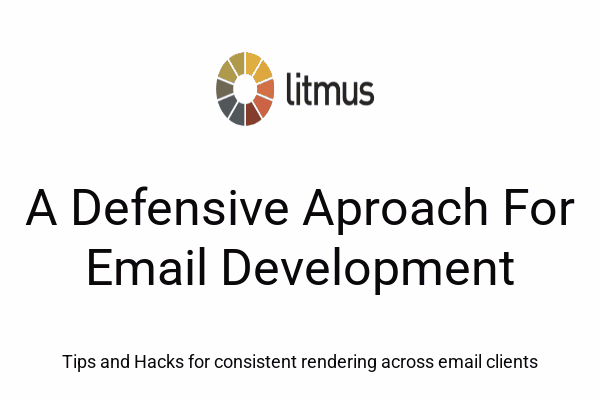 litmus
A Defensive Aproach For
Email Development
Tips and Hacks for consistent rendering across email clients